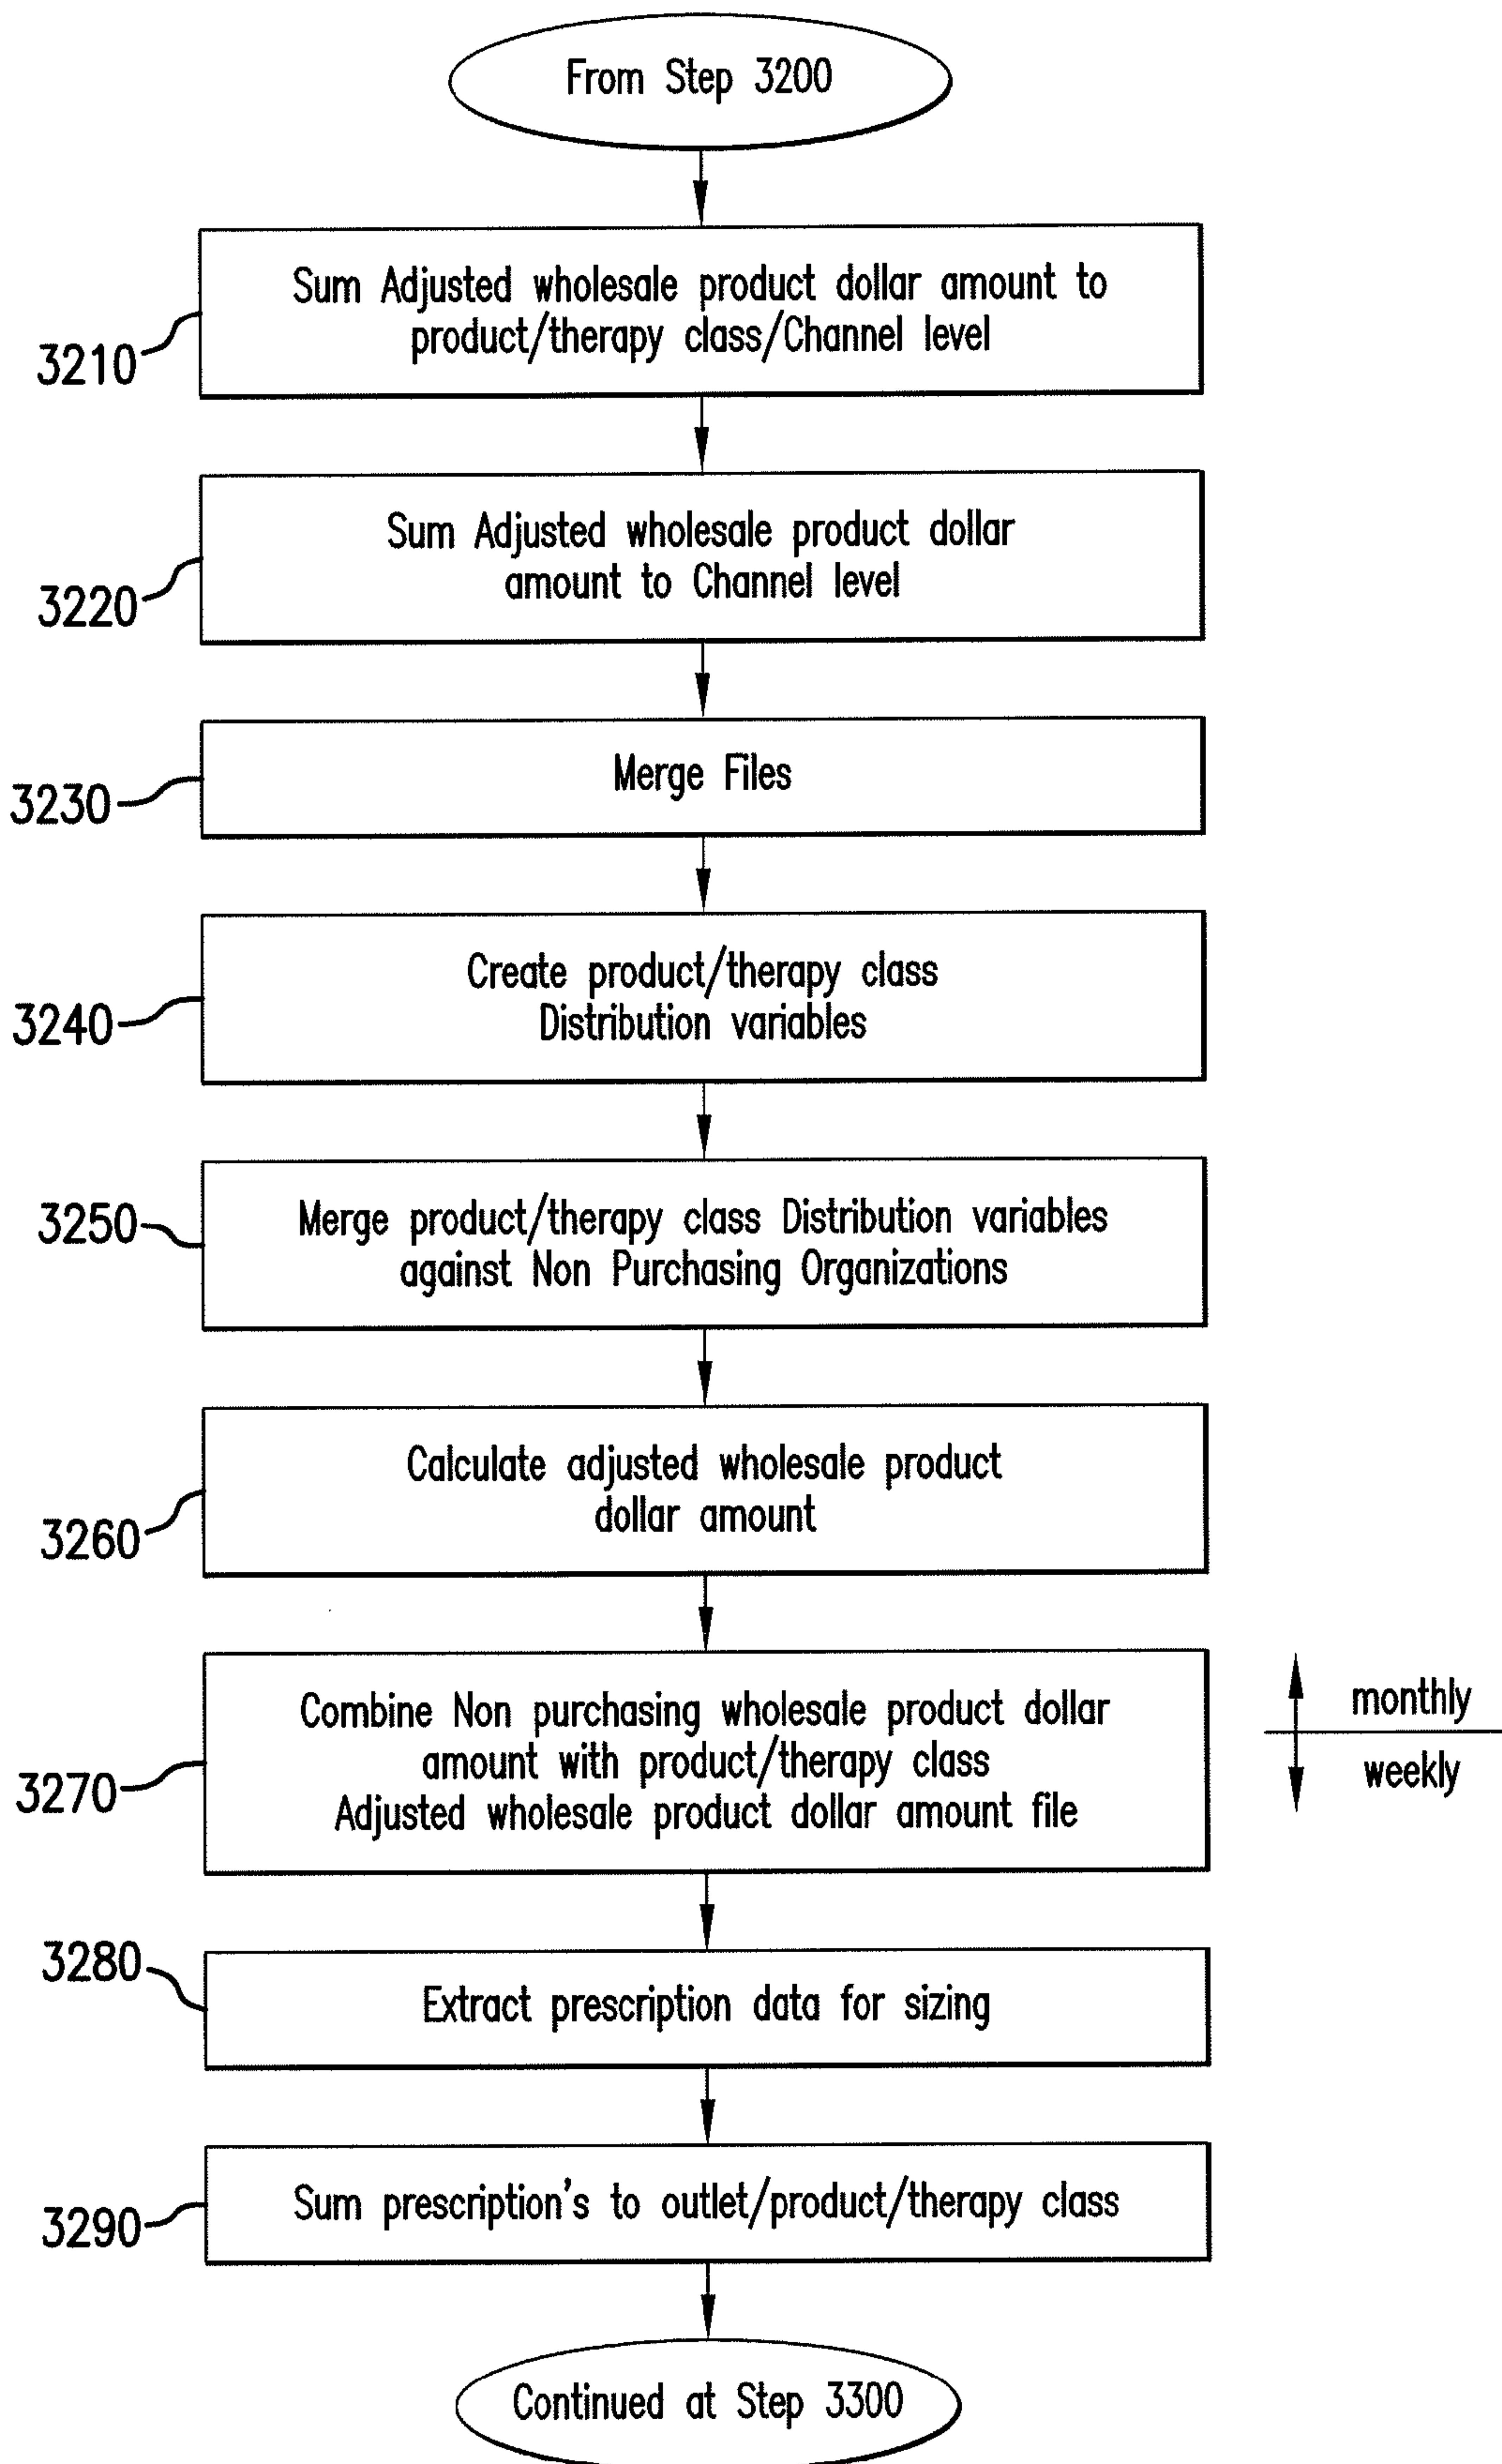 From Step 3200
Sum Adjusted wholesale product dollar amount to
product/therapy class/Channel level
3210
Sum Adjusted wholesale product dollar
amount to Channel level
3220
Merge Files
3230
Create product/therapy class
Distribution variables
3240
Merge product/therapy class Distribution variables
against Non Purchasing Organizations
3250
Calculate adjusted wholesale product
dollar amount
3260
Combine Non purchasing wholesale product dollar
amount with product/therapy class
Adjusted wholesale product dollar amount file
3270
monthly
weekly
Extract prescription data for sizing
3280
Sum prescription's to outlet/product/therapy class
3290
Continued at Step 3300